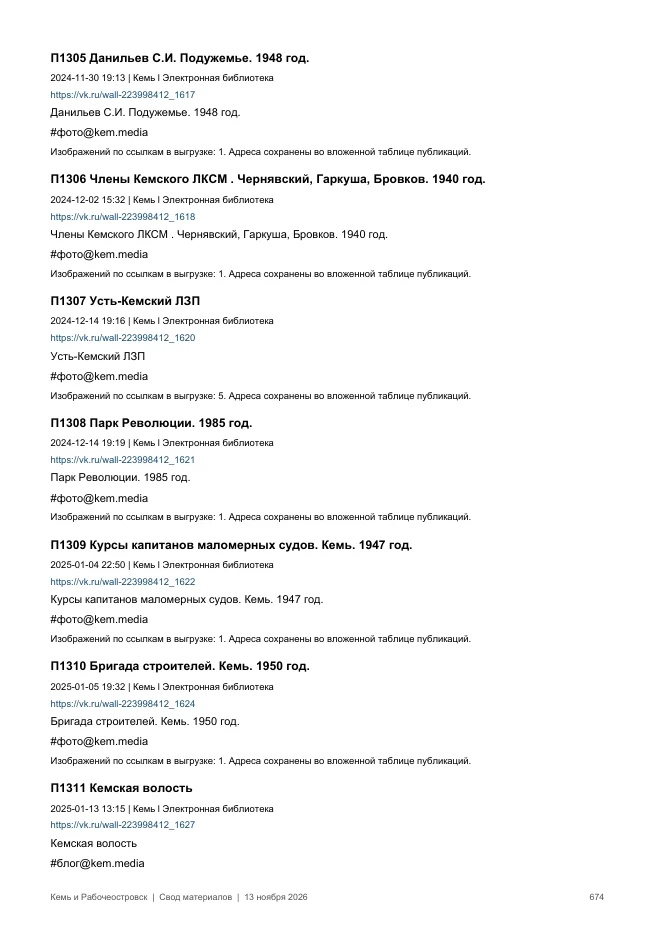 П1305 Данильев С.И. Подужемье. 1948 год.
2024-11-30 19:13 | Кемь I Электронная библиотека
https://vk.ru/wall-223998412_1617
Данильев С.И. Подужемье. 1948 год.
#фото@kem.media
Изображений по ссылкам в выгрузке: 1. Адреса сохранены во вложенной таблице публикаций.
П1306 Члены Кемского ЛКСМ . Чернявский, Гаркуша, Бровков. 1940 год.
2024-12-02 15:32 | Кемь I Электронная библиотека
https://vk.ru/wall-223998412_1618
Члены Кемского ЛКСМ . Чернявский, Гаркуша, Бровков. 1940 год.
#фото@kem.media
Изображений по ссылкам в выгрузке: 1. Адреса сохранены во вложенной таблице публикаций.
П1307 Усть-Кемский ЛЗП
2024-12-14 19:16 | Кемь I Электронная библиотека
https://vk.ru/wall-223998412_1620
Усть-Кемский ЛЗП
#фото@kem.media
Изображений по ссылкам в выгрузке: 5. Адреса сохранены во вложенной таблице публикаций.
П1308 Парк Революции. 1985 год.
2024-12-14 19:19 | Кемь I Электронная библиотека
https://vk.ru/wall-223998412_1621
Парк Революции. 1985 год.
#фото@kem.media
Изображений по ссылкам в выгрузке: 1. Адреса сохранены во вложенной таблице публикаций.
П1309 Курсы капитанов маломерных судов. Кемь. 1947 год.
2025-01-04 22:50 | Кемь I Электронная библиотека
https://vk.ru/wall-223998412_1622
Курсы капитанов маломерных судов. Кемь. 1947 год.
#фото@kem.media
Изображений по ссылкам в выгрузке: 1. Адреса сохранены во вложенной таблице публикаций.
П1310 Бригада строителей. Кемь. 1950 год.
2025-01-05 19:32 | Кемь I Электронная библиотека
https://vk.ru/wall-223998412_1624
Бригада строителей. Кемь. 1950 год.
#фото@kem.media
Изображений по ссылкам в выгрузке: 1. Адреса сохранены во вложенной таблице публикаций.
П1311 Кемская волость
2025-01-13 13:15 | Кемь I Электронная библиотека
https://vk.ru/wall-223998412_1627
Кемская волость
#блог@kem.media
Кемь и Рабочеостровск | Свод материалов | 13 ноября 2026 674